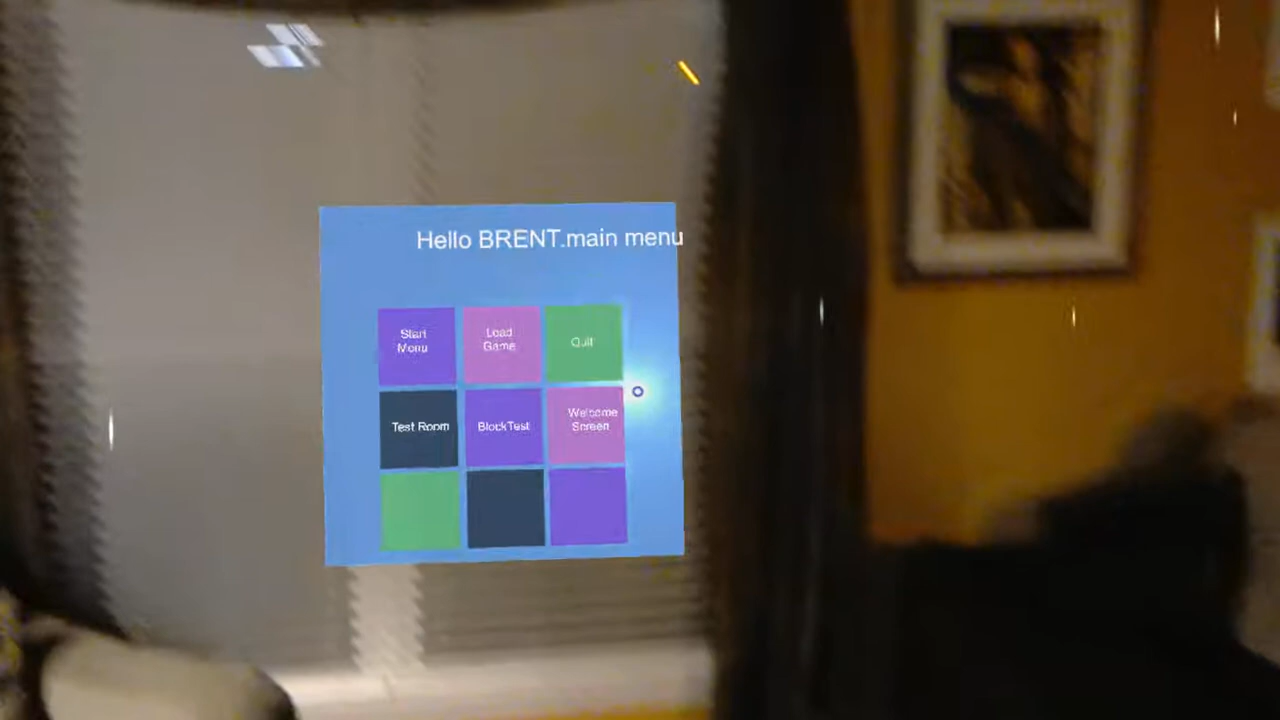 Hello BRENT.main menu
Start
Menu
Load
Game
Quit
Test Room
BlockTest
Welcome
Screen